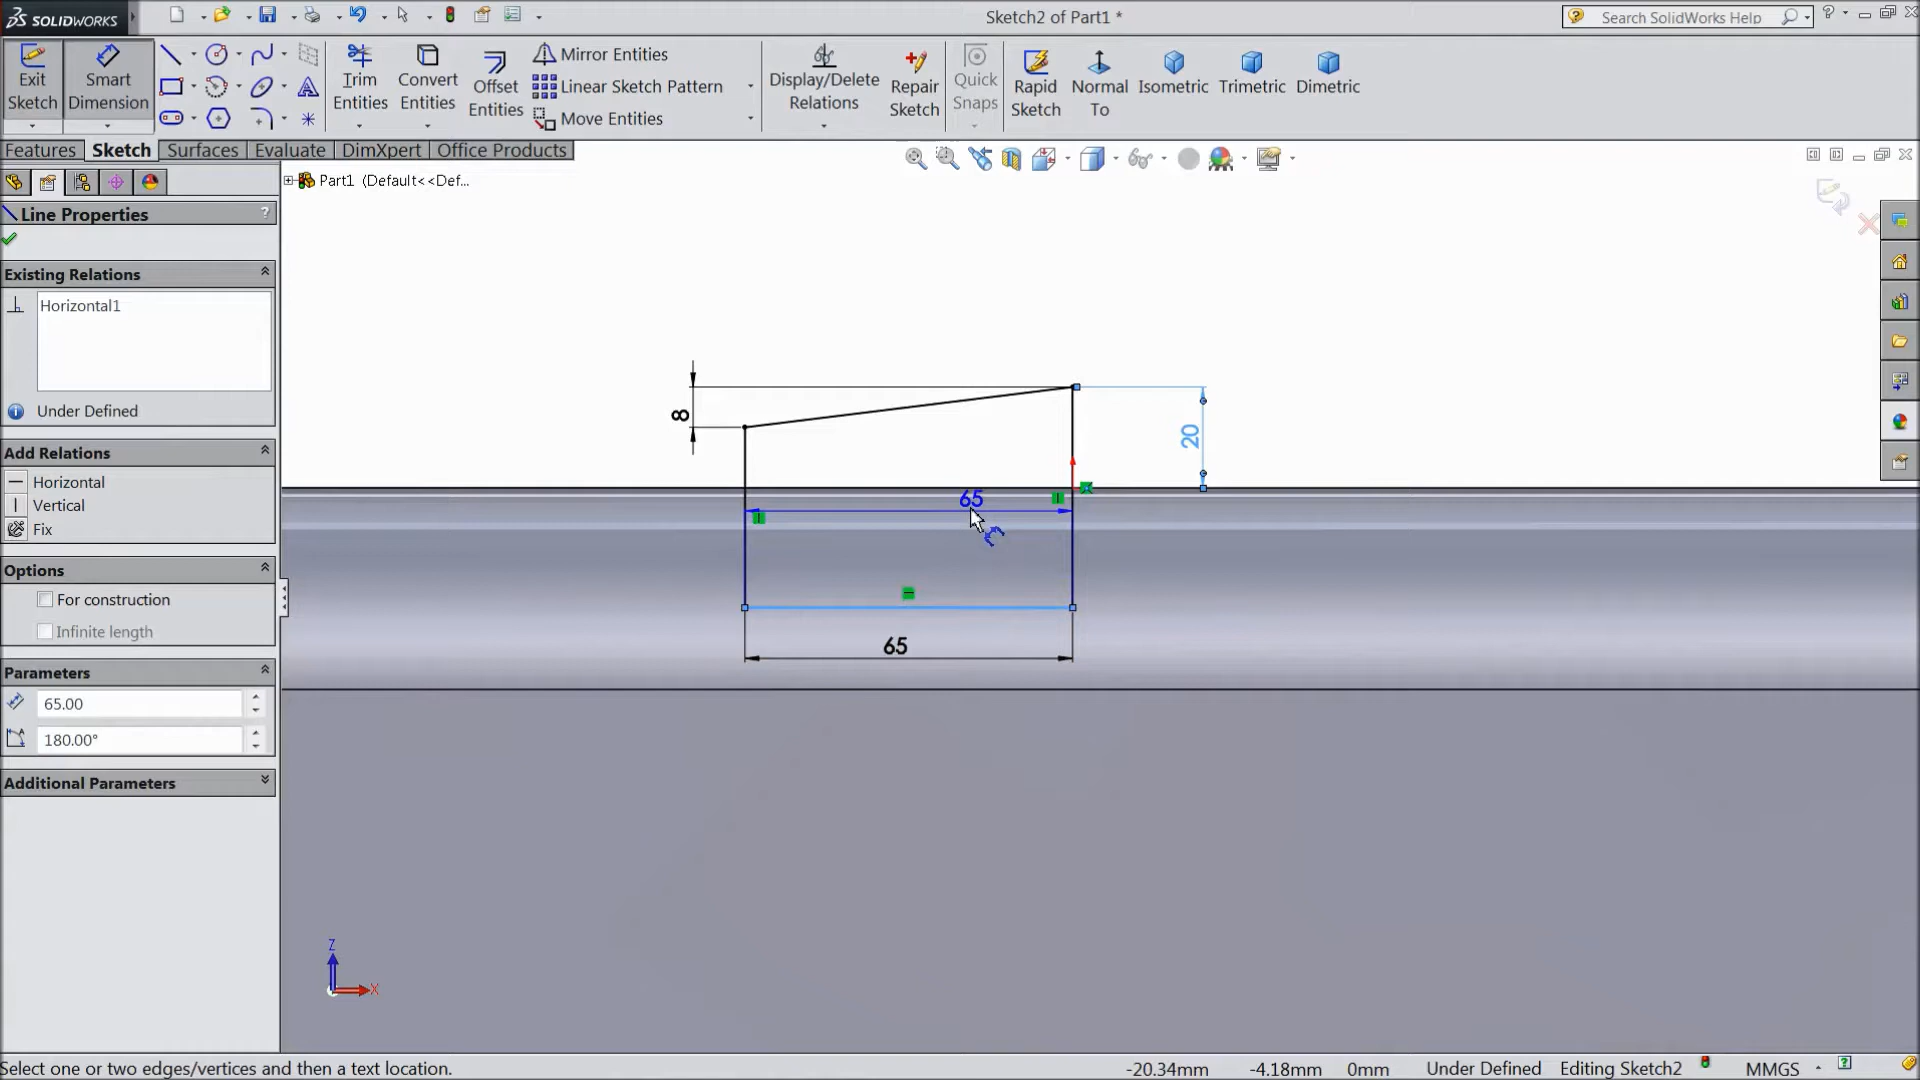 SOLIDWORKS
Sketch2 of Part1 *
Search SolidWorks Help
Exit Sketch
Smart Dimension
Trim Entities
Convert Entities
Offset Entities
Mirror Entities
Linear Sketch Pattern
Move Entities
Display/Delete Relations
Repair Sketch
Quick Snaps
Rapid Sketch
Normal To
Isometric
Trimetric
Dimetric
Features
Sketch
Surfaces
Evaluate
DimXpert
Office Products
Part1 (Default<<Def...
Line Properties
?
Existing Relations
Horizontal1
Under Defined
Add Relations
Horizontal
Vertical
Fix
Options
For construction
Infinite length
Parameters
65.00
180.00°
Additional Parameters
8
20
65
65
Z
X
Select one or two edges/vertices and then a text location.
-20.34mm
-4.18mm
0mm
Under Defined
Editing Sketch2
MMGS